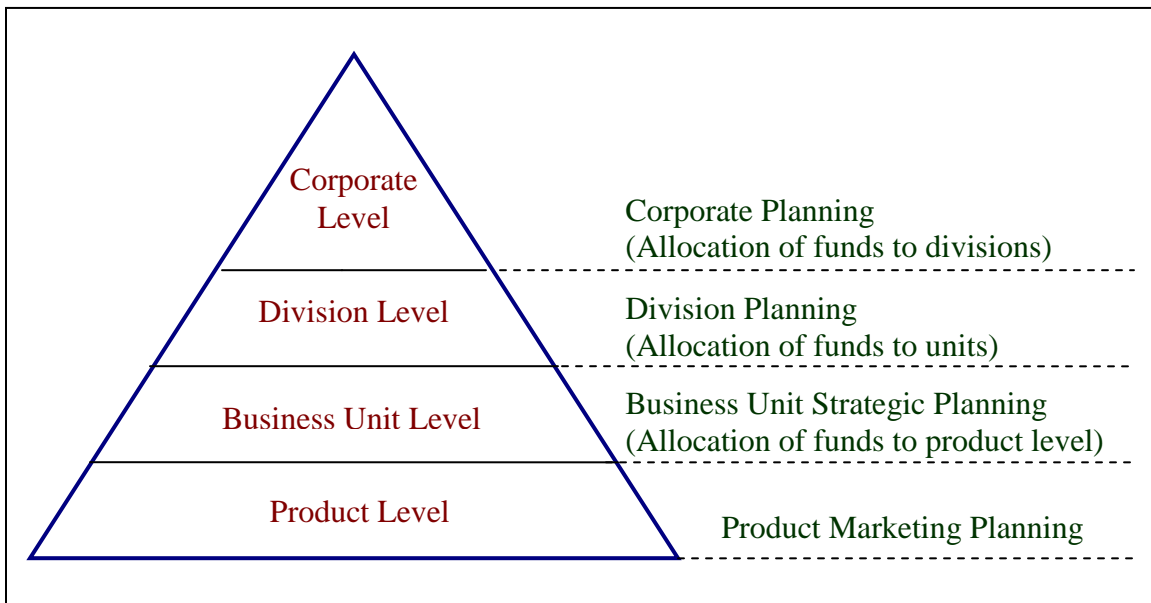 Corporate
Level
Corporate Planning
(Allocation of funds to divisions)
Division Level
Division Planning
(Allocation of funds to units)
Business Unit Level
Business Unit Strategic Planning
(Allocation of funds to product level)
Product Level
Product Marketing Planning